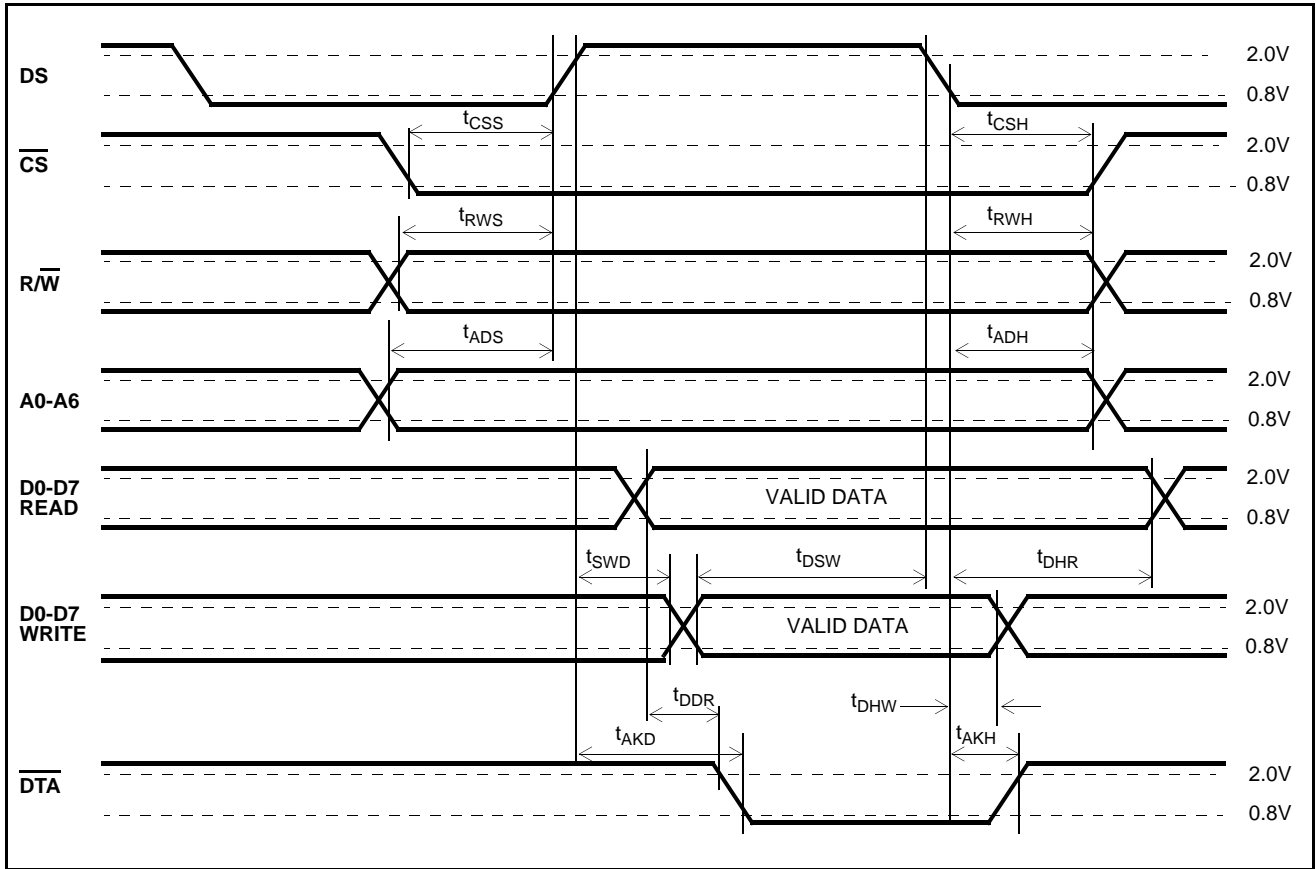 DS
2.0V
0.8V
tCSS
tCSH
CS
2.0V
0.8V
tRWS
tRWH
R/W
2.0V
0.8V
tADS
tADH
A0-A6
2.0V
0.8V
D0-D7
READ
VALID DATA
2.0V
0.8V
tSWD
tDSW
tDHR
D0-D7
WRITE
VALID DATA
2.0V
0.8V
tDDR
tDHW
tAKD
tAKH
DTA
2.0V
0.8V